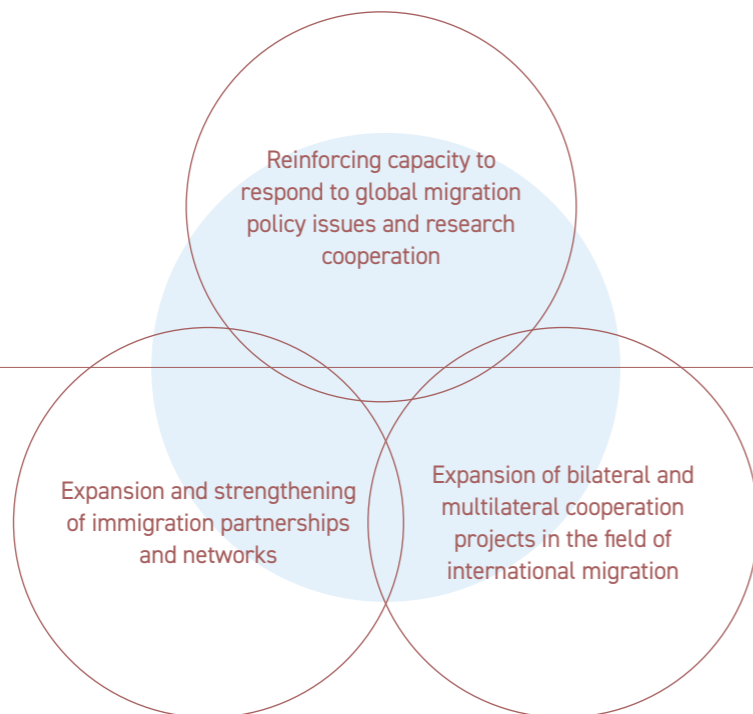 Reinforcing capacity to
respond to global migration
policy issues and research
cooperation
Expansion and strengthening
of immigration partnerships
and networks
Expansion of bilateral and
multilateral cooperation
projects in the field of
international migration